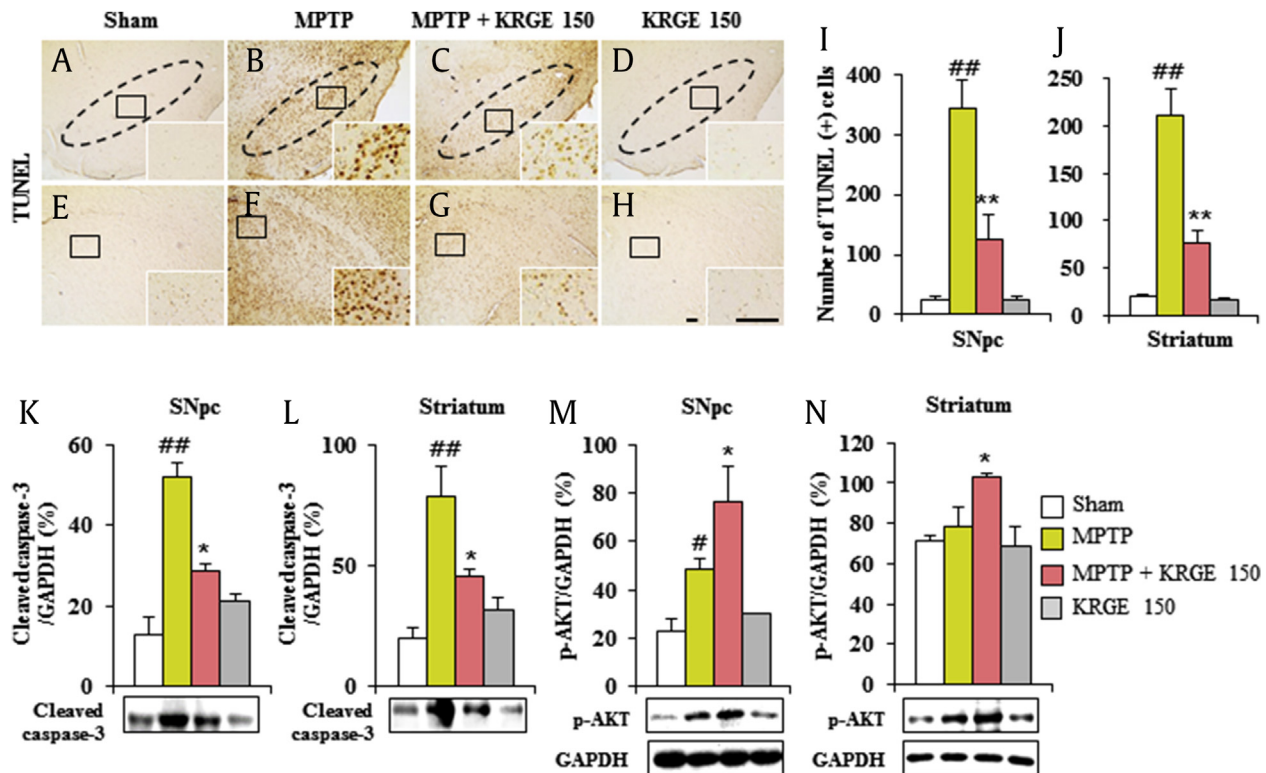 Sham MPTP MPTP + KRGE 150 KRGE 150
A B C D
TUNEL
E F G H
I
Number of TUNEL (+) cells
400
300
200
100
0
##
**
SNpc
J
250
200
150
100
50
0
##
**
Striatum
K
SNpc
Cleaved caspase-3
/GAPDH (%)
60
40
20
0
##
*
Cleaved
caspase-3
L
Striatum
Cleaved caspase-3
/GAPDH (%)
100
50
0
##
*
Cleaved
caspase-3
M
SNpc
p-AKT/GAPDH (%)
100
80
60
40
20
0
#
*
p-AKT
GAPDH
N
Striatum
p-AKT/GAPDH (%)
120
100
80
60
40
20
0
*
p-AKT
GAPDH
Sham
MPTP
MPTP + KRGE 150
KRGE 150